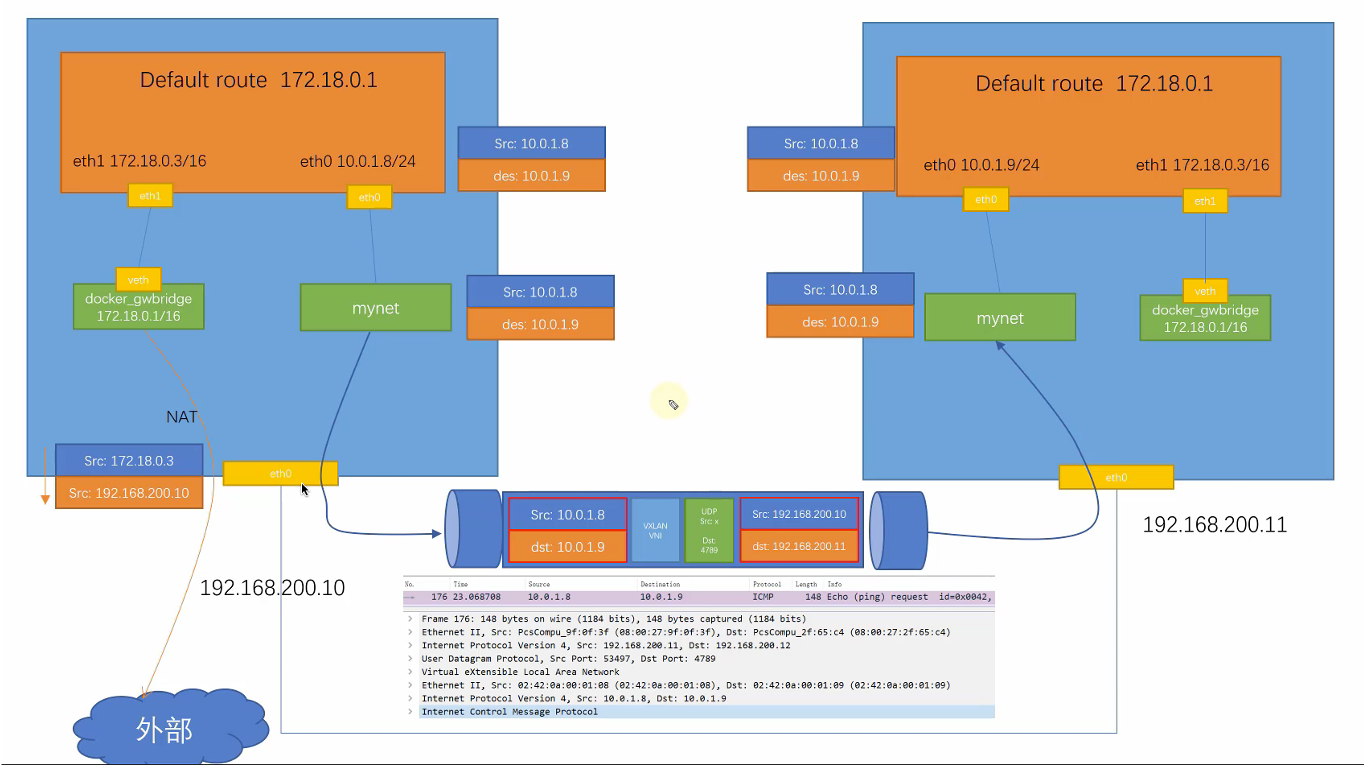 Default route 172.18.0.1
eth1 172.18.0.3/16
eth0 10.0.1.8/24
eth1
eth0
veth
docker_gwbridge
172.18.0.1/16
mynet
Src: 10.0.1.8
des: 10.0.1.9
Src: 10.0.1.8
des: 10.0.1.9
NAT
Src: 172.18.0.3
Src: 192.168.200.10
eth0
192.168.200.10
外部
Src: 10.0.1.8
des: 10.0.1.9
Src: 10.0.1.8
des: 10.0.1.9
Default route 172.18.0.1
eth0 10.0.1.9/24
eth1 172.18.0.3/16
eth0
eth1
veth
mynet
docker_gwbridge
172.18.0.1/16
eth0
192.168.200.11
Src: 10.0.1.8
dst: 10.0.1.9
VXLAN
VNI
UDP
Src: x
Dst:
4789
Src: 192.168.200.10
dst: 192.168.200.11
No. Time Source Destination Protocol Length Info
176 23.068708 10.0.1.8 10.0.1.9 ICMP 148 Echo (ping) request id=0x0042,
Frame 176: 148 bytes on wire (1184 bits), 148 bytes captured (1184 bits)
Ethernet II, Src: PcsCompu_9f:0f:3f (08:00:27:9f:0f:3f), Dst: PcsCompu_2f:65:c4 (08:00:27:2f:65:c4)
Internet Protocol Version 4, Src: 192.168.200.11, Dst: 192.168.200.12
User Datagram Protocol, Src Port: 53497, Dst Port: 4789
Virtual eXtensible Local Area Network
Ethernet II, Src: 02:42:0a:00:01:08 (02:42:0a:00:01:08), Dst: 02:42:0a:00:01:09 (02:42:0a:00:01:09)
Internet Protocol Version 4, Src: 10.0.1.8, Dst: 10.0.1.9
Internet Control Message Protocol